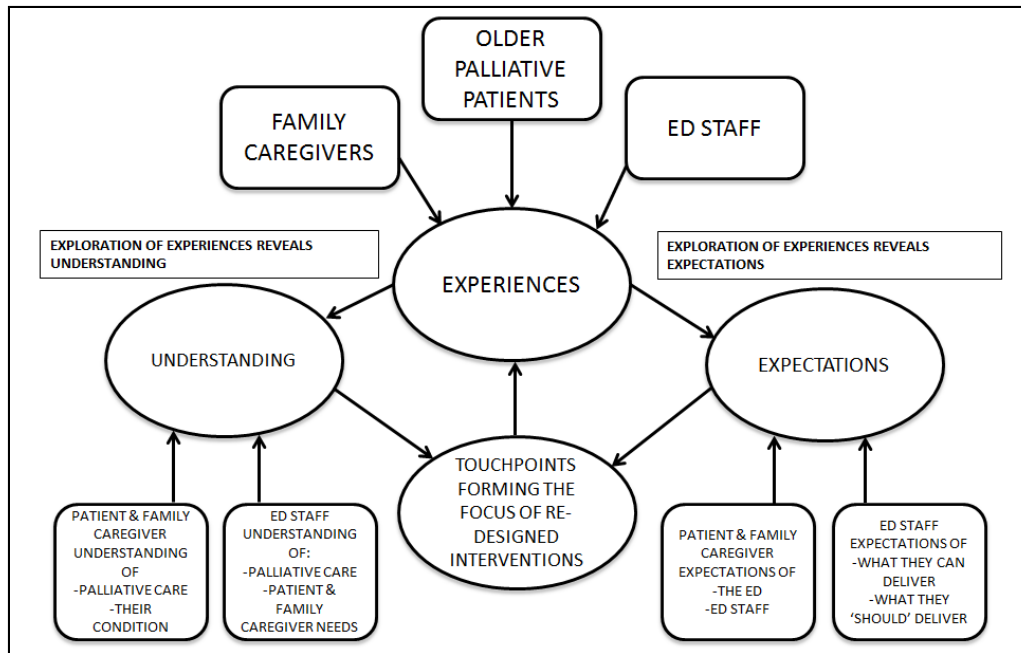 OLDER
PALLIATIVE
PATIENTS
FAMILY
CAREGIVERS
ED STAFF
EXPLORATION OF EXPERIENCES REVEALS
UNDERSTANDING
EXPLORATION OF EXPERIENCES REVEALS
EXPECTATIONS
EXPERIENCES
UNDERSTANDING
EXPECTATIONS
TOUCHPOINTS
FORMING THE
FOCUS OF RE-
DESIGNED
INTERVENTIONS
PATIENT & FAMILY
CAREGIVER
UNDERSTANDING
OF
-PALLIATIVE CARE
-THEIR
CONDITION
ED STAFF
UNDERSTANDING
OF:
-PALLIATIVE CARE
-PATIENT &
FAMILY
CAREGIVER NEEDS
PATIENT & FAMILY
CAREGIVER
EXPECTATIONS OF
-THE ED
-ED STAFF
ED STAFF
EXPECTATIONS OF
-WHAT THEY CAN
DELIVER
-WHAT THEY
‘SHOULD’ DELIVER